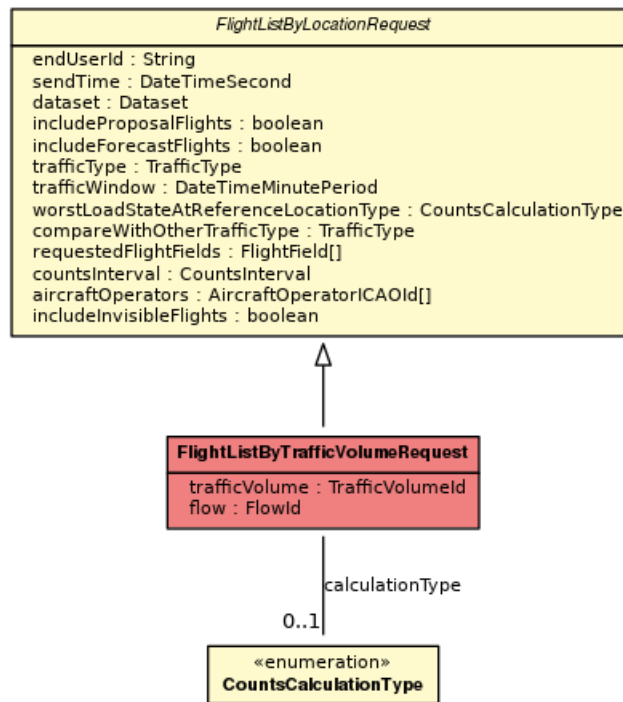 FlightListByLocationRequest
endUserId : String
sendTime : DateTimeSecond
dataset : Dataset
includeProposalFlights : boolean
includeForecastFlights : boolean
trafficType : TrafficType
trafficWindow : DateTimeMinutePeriod
worstLoadStateAtReferenceLocationType : CountsCalculationType
compareWithOtherTrafficType : TrafficType
requestedFlightFields : FlightField[]
countsInterval : CountsInterval
aircraftOperators : AircraftOperatorICAOId[]
includeInvisibleFlights : boolean
FlightListByTrafficVolumeRequest
trafficVolume : TrafficVolumeId
flow : FlowId
calculationType
0..1
«enumeration»
CountsCalculationType